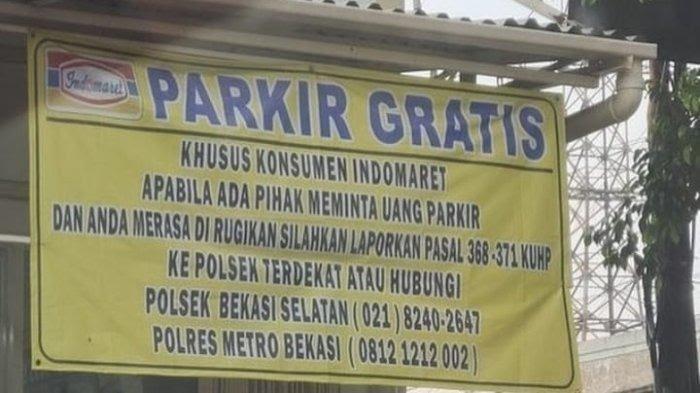 Indomaret
PARKIR GRATIS
KHUSUS KONSUMEN INDOMARET
APABILA ADA PIHAK MEMINTA UANG PARKIR
DAN ANDA MERASA DI RUGIKAN SILAHKAN LAPORKAN PASAL 368-371 KUHP
KE POLSEK TERDEKAT ATAU HUBUNGI
POLSEK BEKASI SELATAN ( 021 ) 8240-2647
POLRES METRO BEKASI ( 0812 1212 002 )